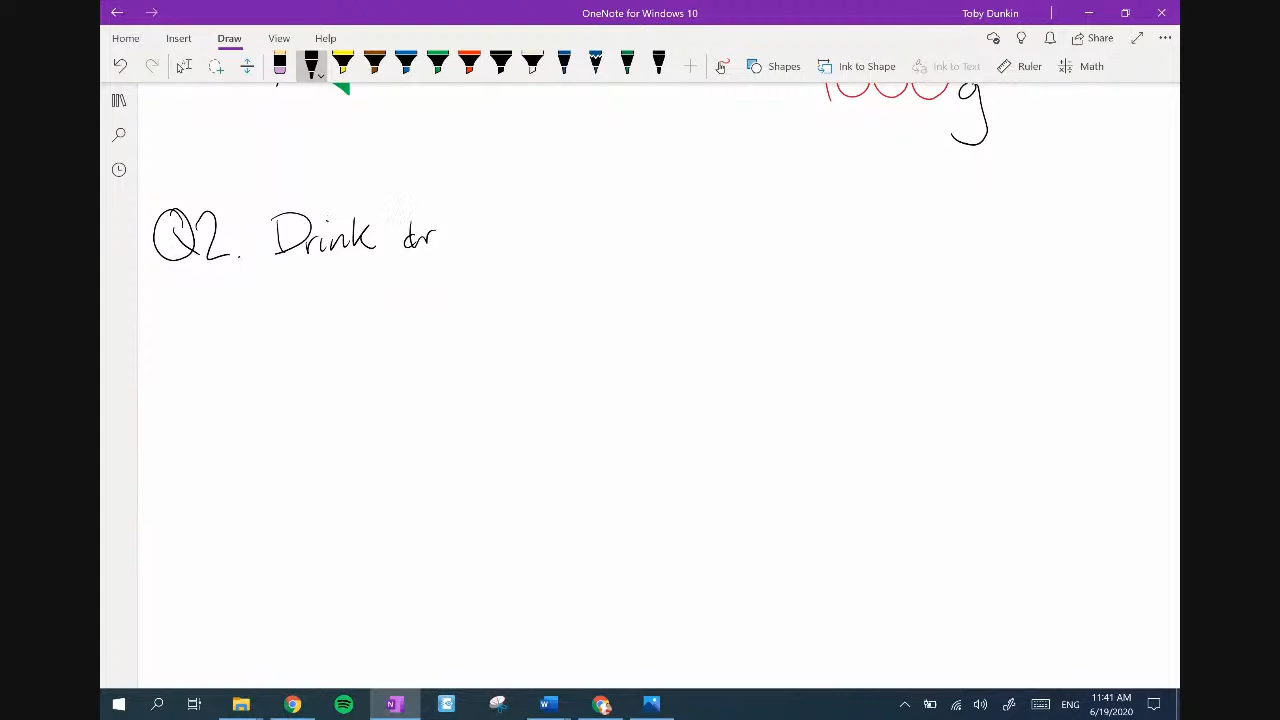 OneNote for Windows 10
Toby Dunkin
Home Insert Draw View Help
Share
Shapes Ink to Shape Ink to Text Ruler Math
1000g
Q2. Drink dr
11:41 AM
ENG
6/19/2020